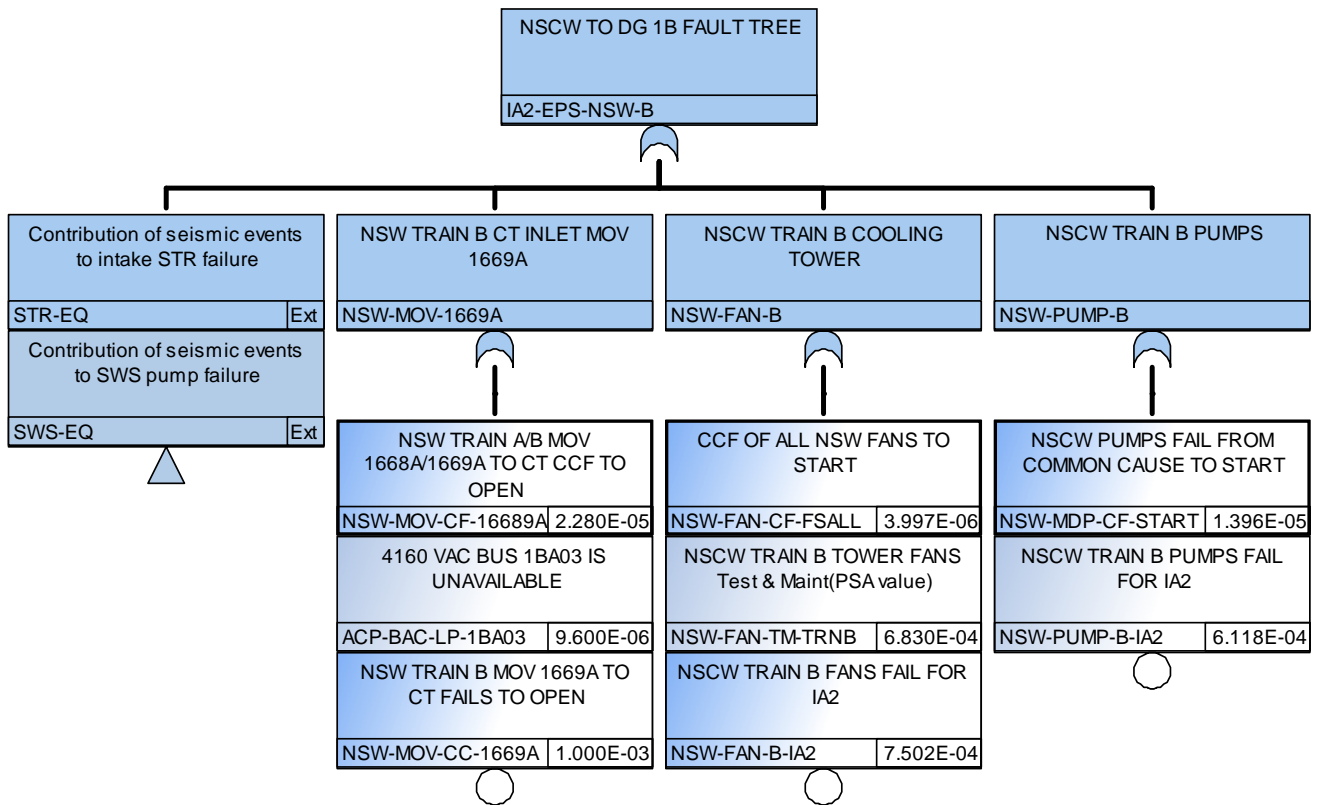 NSCW TO DG 1B FAULT TREE
IA2-EPS-NSW-B
Contribution of seismic events
to intake STR failure
STR-EQ Ext
Contribution of seismic events
to SWS pump failure
SWS-EQ Ext
NSW TRAIN B CT INLET MOV
1669A
NSW-MOV-1669A
NSW TRAIN A/B MOV
1668A/1669A TO CT CCF TO
OPEN
NSW-MOV-CF-16689A 2.280E-05
4160 VAC BUS 1BA03 IS
UNAVAILABLE
ACP-BAC-LP-1BA03 9.600E-06
NSW TRAIN B MOV 1669A TO
CT FAILS TO OPEN
NSW-MOV-CC-1669A 1.000E-03
NSCW TRAIN B COOLING
TOWER
NSW-FAN-B
CCF OF ALL NSW FANS TO
START
NSW-FAN-CF-FSALL 3.997E-06
NSCW TRAIN B TOWER FANS
Test & Maint(PSA value)
NSW-FAN-TM-TRNB 6.830E-04
NSCW TRAIN B FANS FAIL FOR
IA2
NSW-FAN-B-IA2 7.502E-04
NSCW TRAIN B PUMPS
NSW-PUMP-B
NSCW PUMPS FAIL FROM
COMMON CAUSE TO START
NSW-MDP-CF-START 1.396E-05
NSCW TRAIN B PUMPS FAIL
FOR IA2
NSW-PUMP-B-IA2 6.118E-04